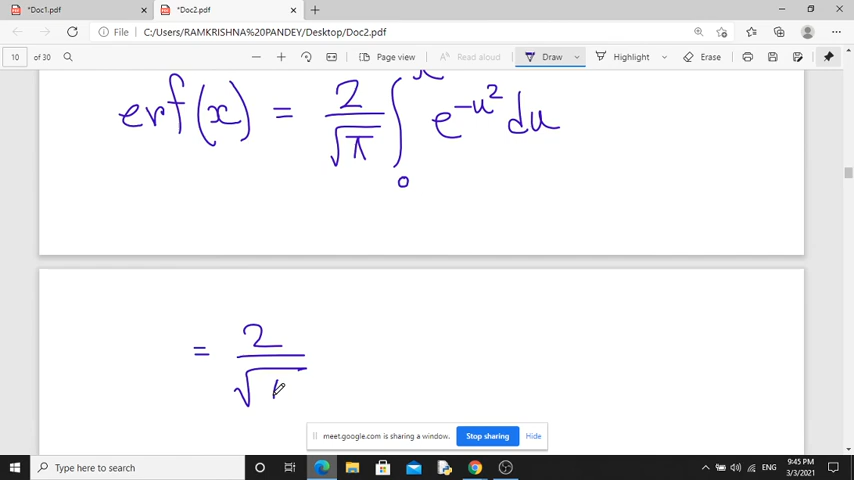 *Doc1.pdf × *Doc2.pdf × +
File C:/Users/RAMKRISHNA%20PANDEY/Desktop/Doc2.pdf
10 of 30 Page view Read aloud Draw Highlight Erase
erf(x) = 2/√π ∫₀ˣ e^{-u²} du
= 2/√
meet.google.com is sharing a window. Stop sharing Hide
Type here to search ENG 9:45 PM
3/3/2021